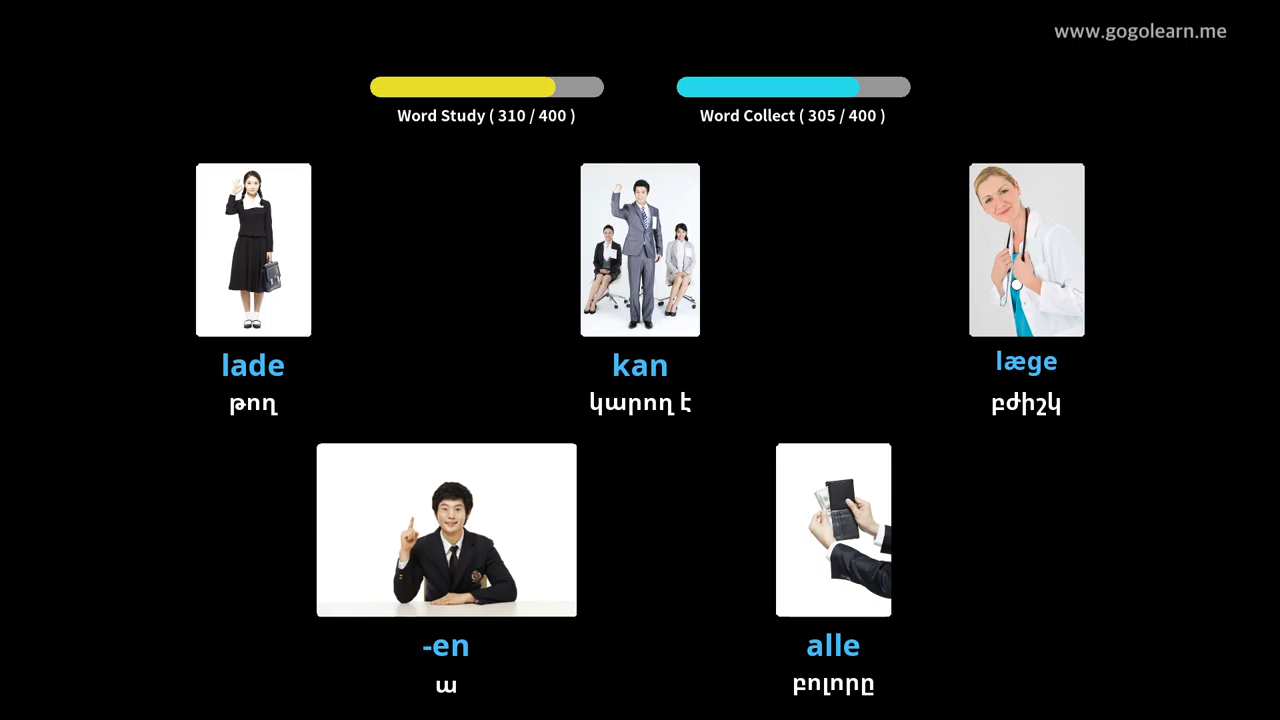 www.gogolearn.me
Word Study ( 310 / 400 )
Word Collect ( 305 / 400 )
lade
թող
kan
կարող է
læge
բժիշկ
-en
ա
alle
բոլորը